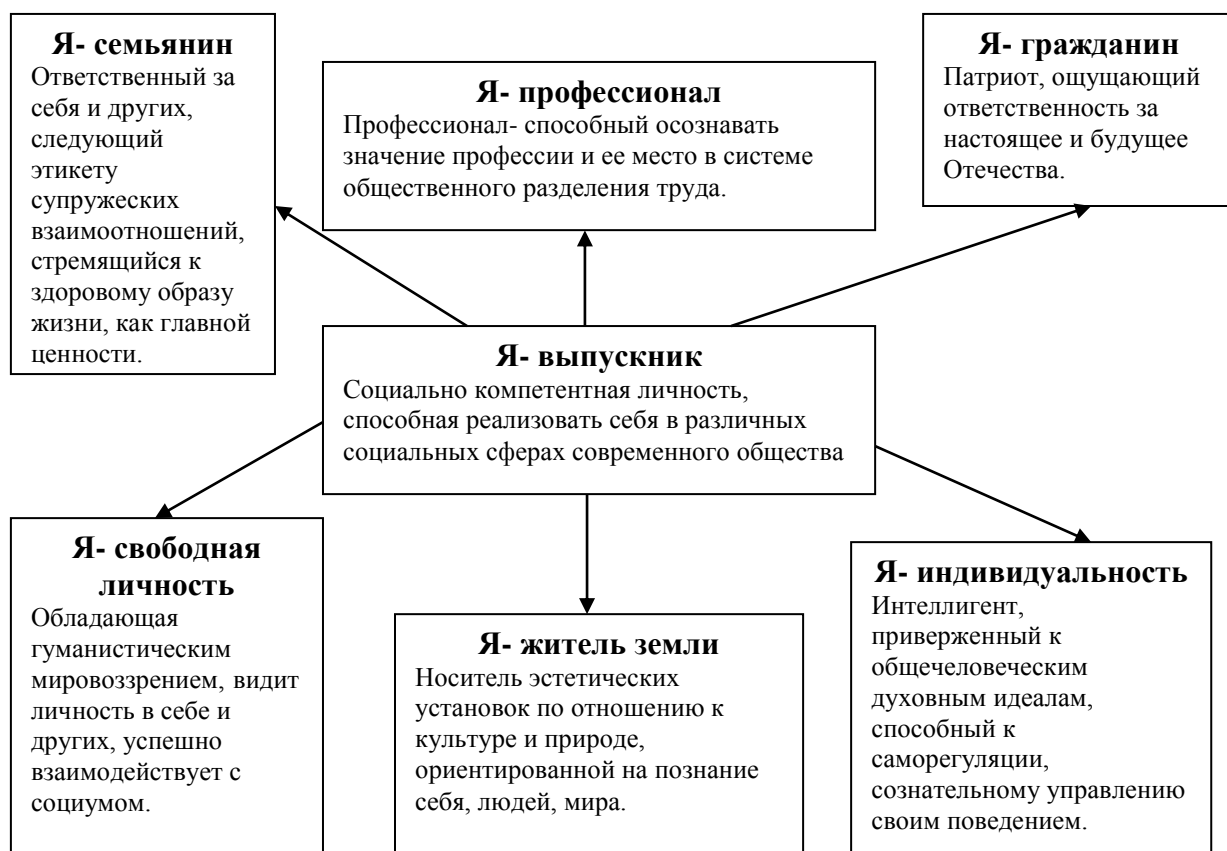 Я- семьянин
Ответственный за
себя и других,
следующий
этикету
супружеских
взаимоотношений,
стремящийся к
здоровому образу
жизни, как главной
ценности.
Я- профессионал
Профессионал- способный осознавать
значение профессии и ее место в системе
общественного разделения труда.
Я- гражданин
Патриот, ощущающий
ответственность за
настоящее и будущее
Отечества.
Я- выпускник
Социально компетентная личность,
способная реализовать себя в различных
социальных сферах современного общества
Я- свободная
личность
Обладающая
гуманистическим
мировоззрением, видит
личность в себе и
других, успешно
взаимодействует с
социумом.
Я- житель земли
Носитель эстетических
установок по отношению к
культуре и природе,
ориентированной на познание
себя, людей, мира.
Я- индивидуальность
Интеллигент,
приверженный к
общечеловеческим
духовным идеалам,
способный к
саморегуляции,
сознательному управлению
своим поведением.